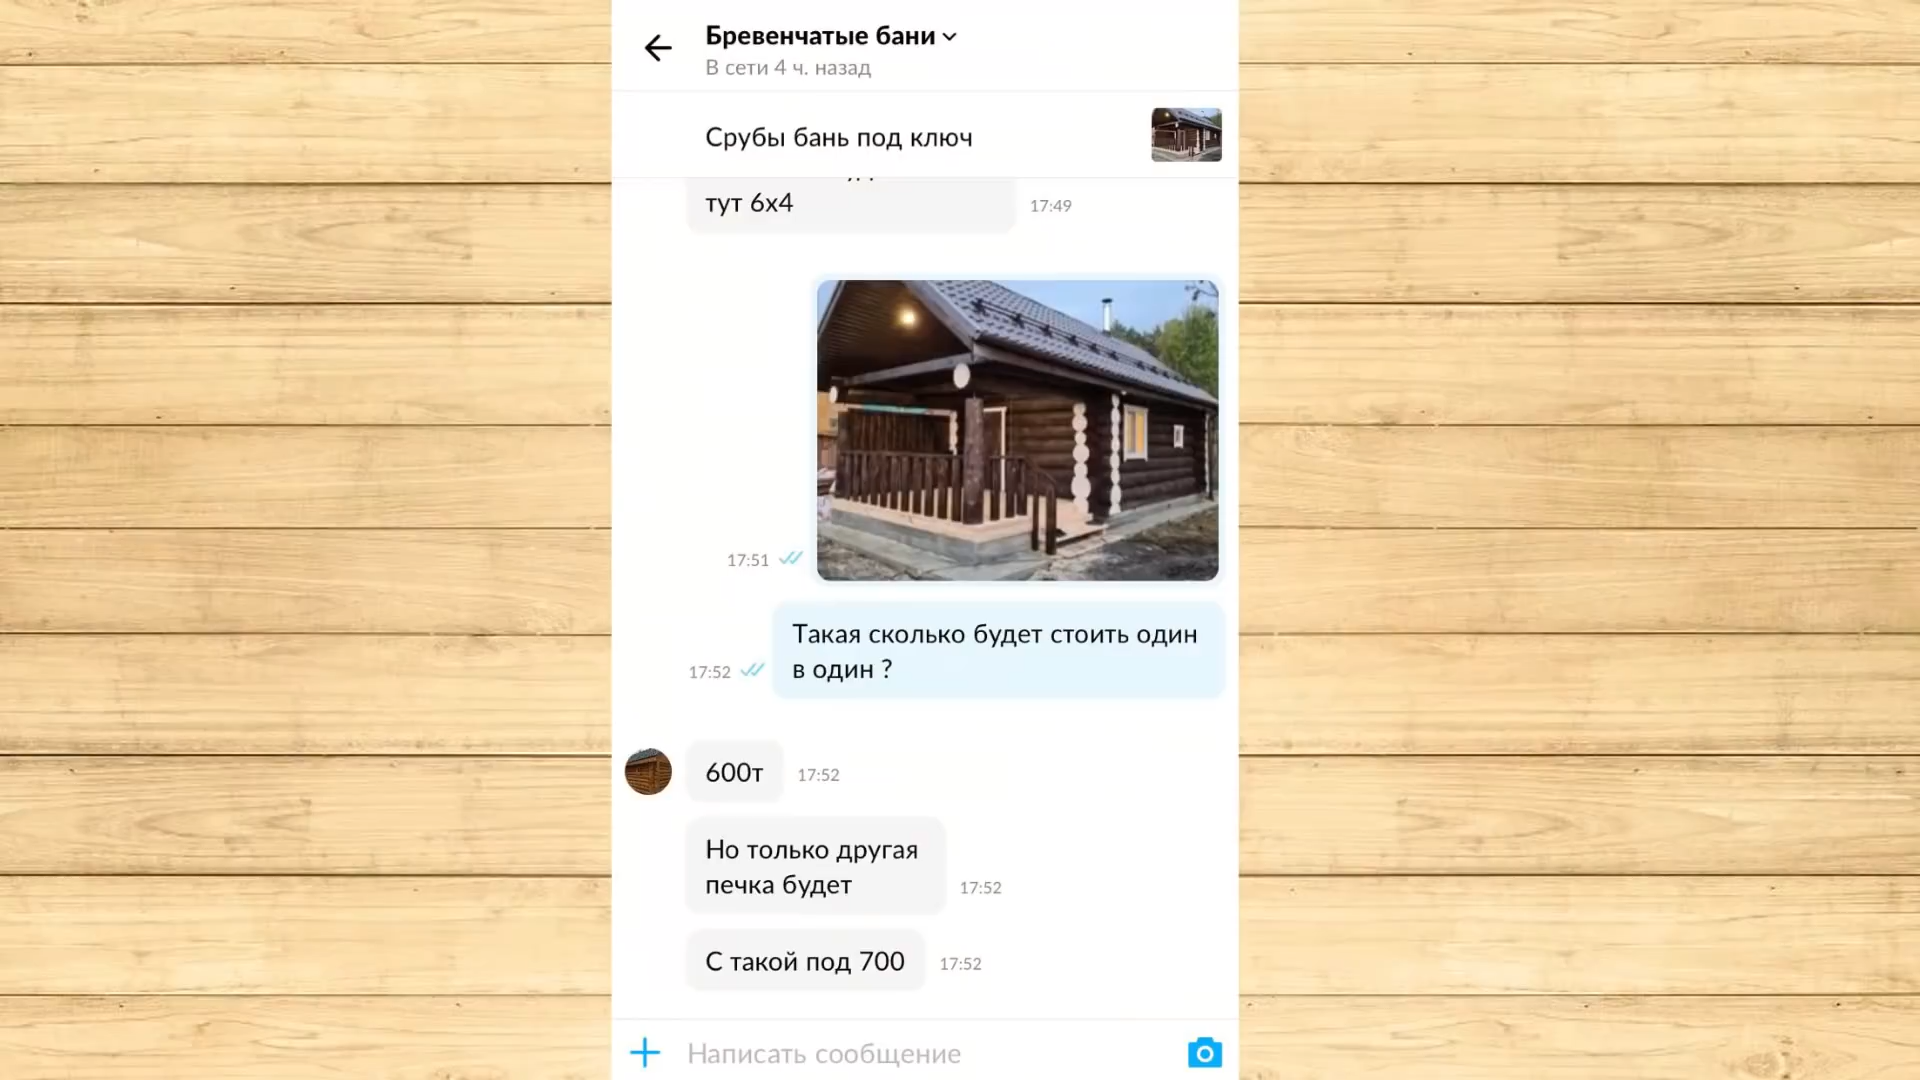 Бревенчатые бани
В сети 4 ч. назад
Срубы бань под ключ
тут 6х4
17:49
17:51
Такая сколько будет стоить один
в один ?
17:52
600т
17:52
Но только другая
печка будет
17:52
С такой под 700
17:52
Написать сообщение